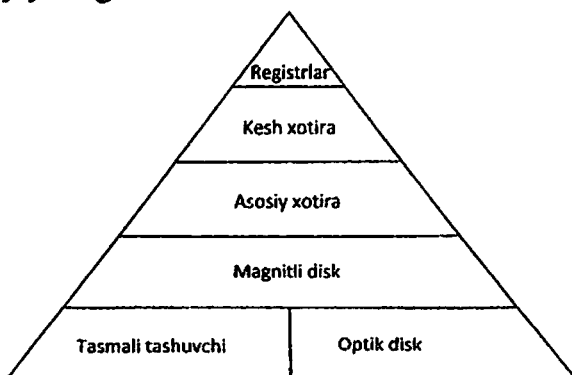 Registrlar
Kesh xotira
Asosiy xotira
Magnitli disk
Tasmali tashuvchi
Optik disk